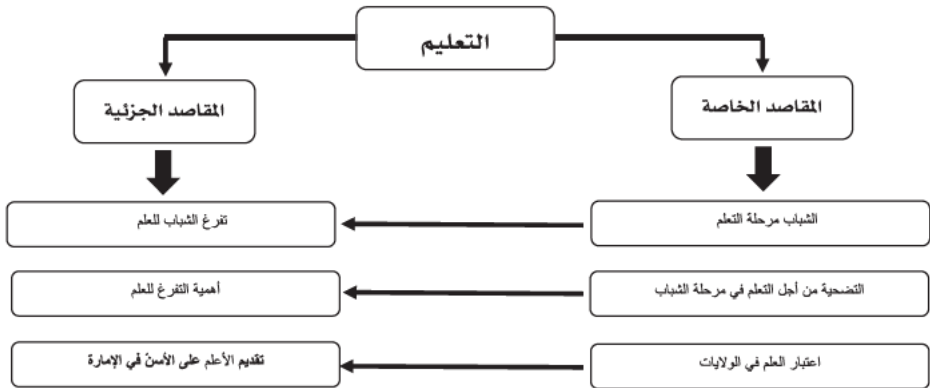 التعليم
المقاصد الخاصة
المقاصد الجزئية
الشباب مرحلة التعلم
تفرغ الشباب للعلم
التضحية من أجل التعلم في مرحلة الشباب
أهمية التفرغ للعلم
اعتبار العلم في الولايات
تقديم الأعلم على الأسنّ في الإمارة